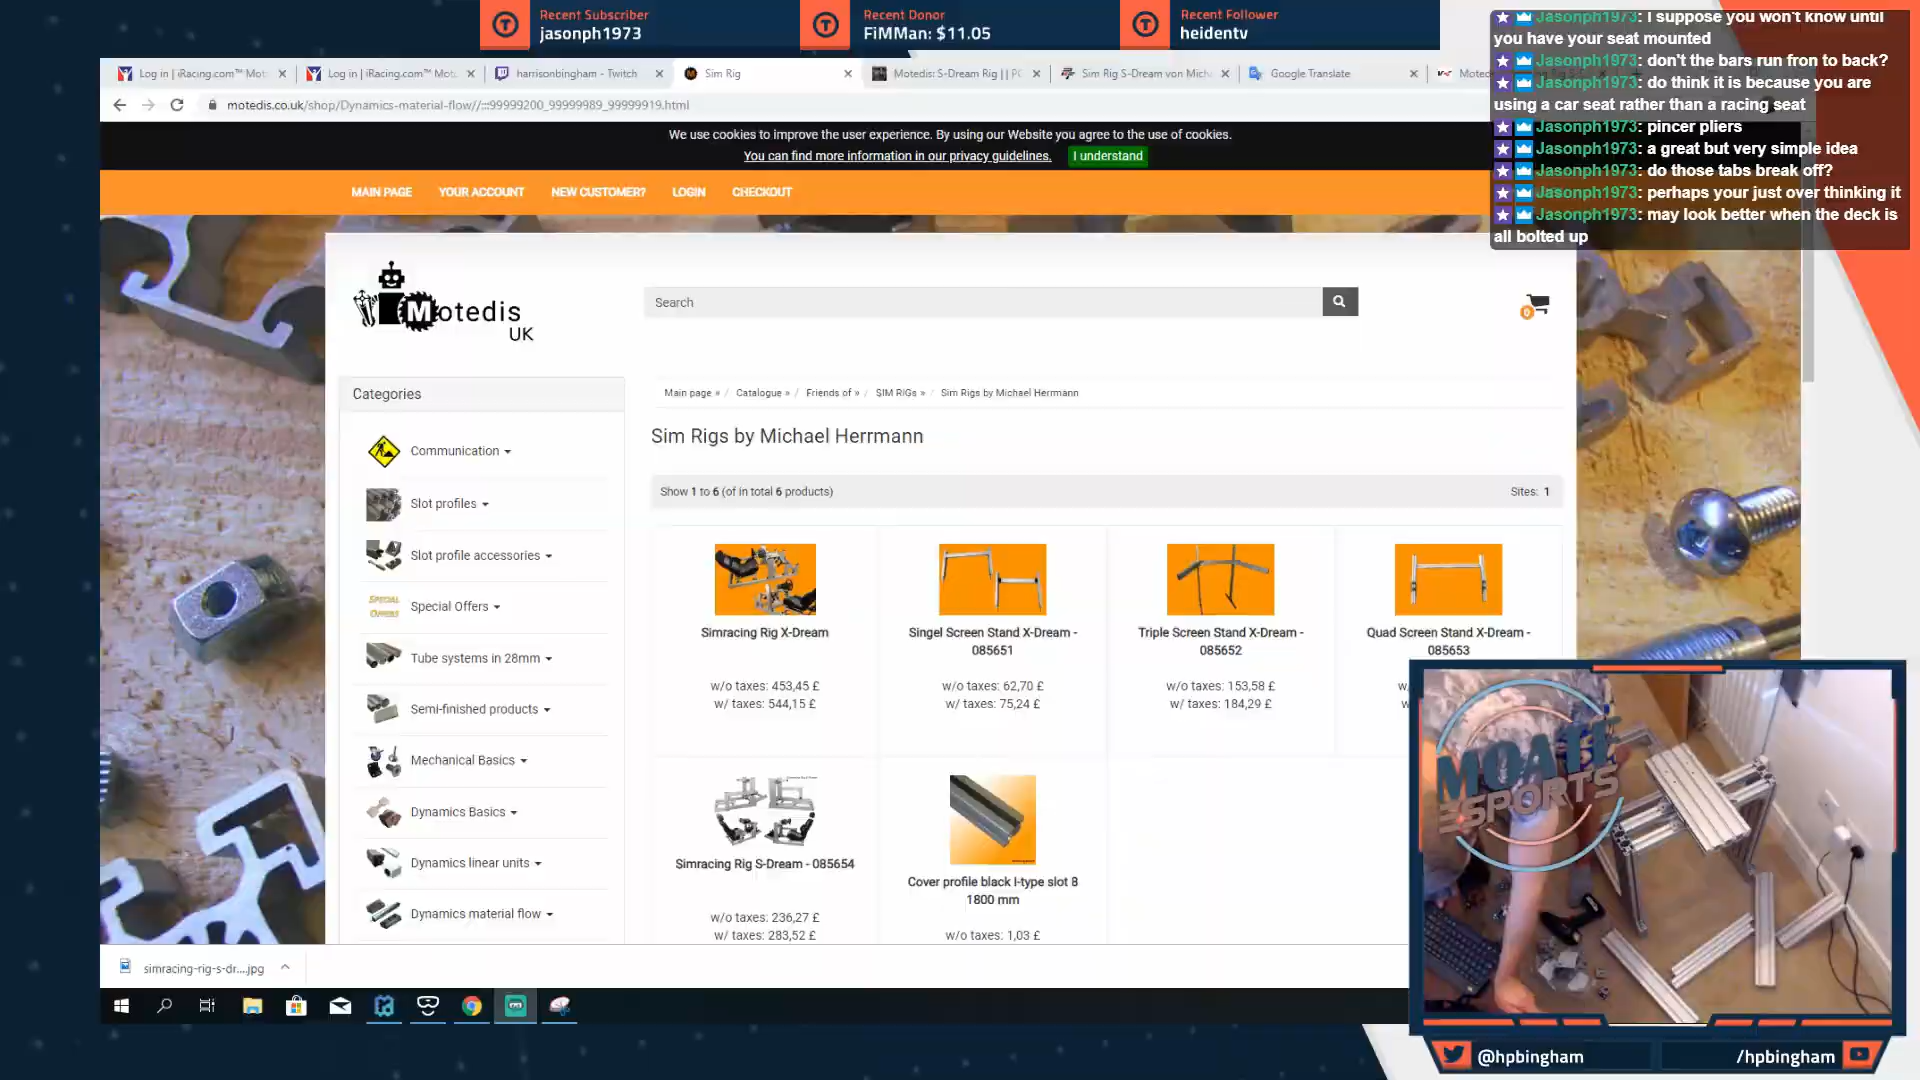 Recent Subscriber
jasonph1973
Recent Donor
FiMMan: $11.05
Recent Follower
heidentv
Jasonph1973: I suppose you won't know until
you have your seat mounted
Jasonph1973: don't the bars run fron to back?
Jasonph1973: do think it is because you are
using a car seat rather than a racing seat
Jasonph1973: pincer pliers
Jasonph1973: a great but very simple idea
Jasonph1973: do those tabs break off?
Jasonph1973: perhaps your just over thinking it
Jasonph1973: may look better when the deck is
all bolted up
Log in | iRacing.com™ Mot
Log in | iRacing.com™ Mot
harrisonbingham - Twitch
Sim Rig
Motedis: S-Dream Rig | | PC
Sim Rig S-Dream von Mich
Google Translate
Moted
motedis.co.uk/shop/Dynamics-material-flow//:::99999200_99999989_99999919.html
We use cookies to improve the user experience. By using our Website you agree to the use of cookies.
You can find more information in our privacy guidelines.
I understand
MAIN PAGE
YOUR ACCOUNT
NEW CUSTOMER?
LOGIN
CHECKOUT
Motedis
UK
Search
0
Categories
Communication
Slot profiles
Slot profile accessories
SPECIAL OFFERS
Special Offers
Tube systems in 28mm
Semi-finished products
Mechanical Basics
Dynamics Basics
Dynamics linear units
Dynamics material flow
Main page » / Catalogue » / Friends of » / SIM RIGs » / Sim Rigs by Michael Herrmann
Sim Rigs by Michael Herrmann
Show 1 to 6 (of in total 6 products)
Sites: 1
Simracing Rig X-Dream
w/o taxes: 453,45 £
w/ taxes: 544,15 £
Singel Screen Stand X-Dream -
085651
w/o taxes: 62,70 £
w/ taxes: 75,24 £
Triple Screen Stand X-Dream -
085652
w/o taxes: 153,58 £
w/ taxes: 184,29 £
Quad Screen Stand X-Dream -
085653
Simracing Rig S-Dream - 085654
w/o taxes: 236,27 £
w/ taxes: 283,52 £
Cover profile black I-type slot 8
1800 mm
w/o taxes: 1,03 £
simracing-rig-s-dr....jpg
MOATE
ESPORTS
@hpbingham
/hpbingham